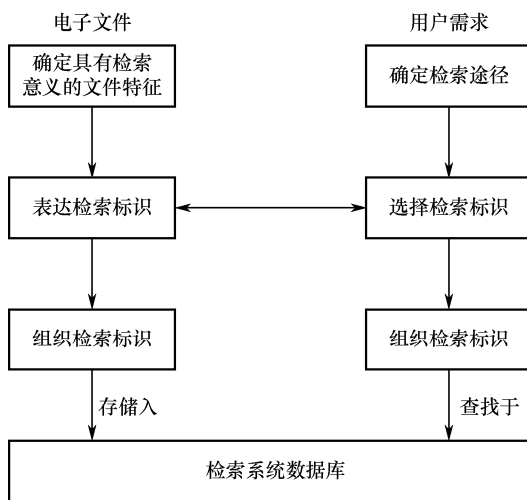 电子文件
用户需求
确定具有检索
意义的文件特征
确定检索途径
表达检索标识
选择检索标识
组织检索标识
组织检索标识
存储入
查找于
检索系统数据库